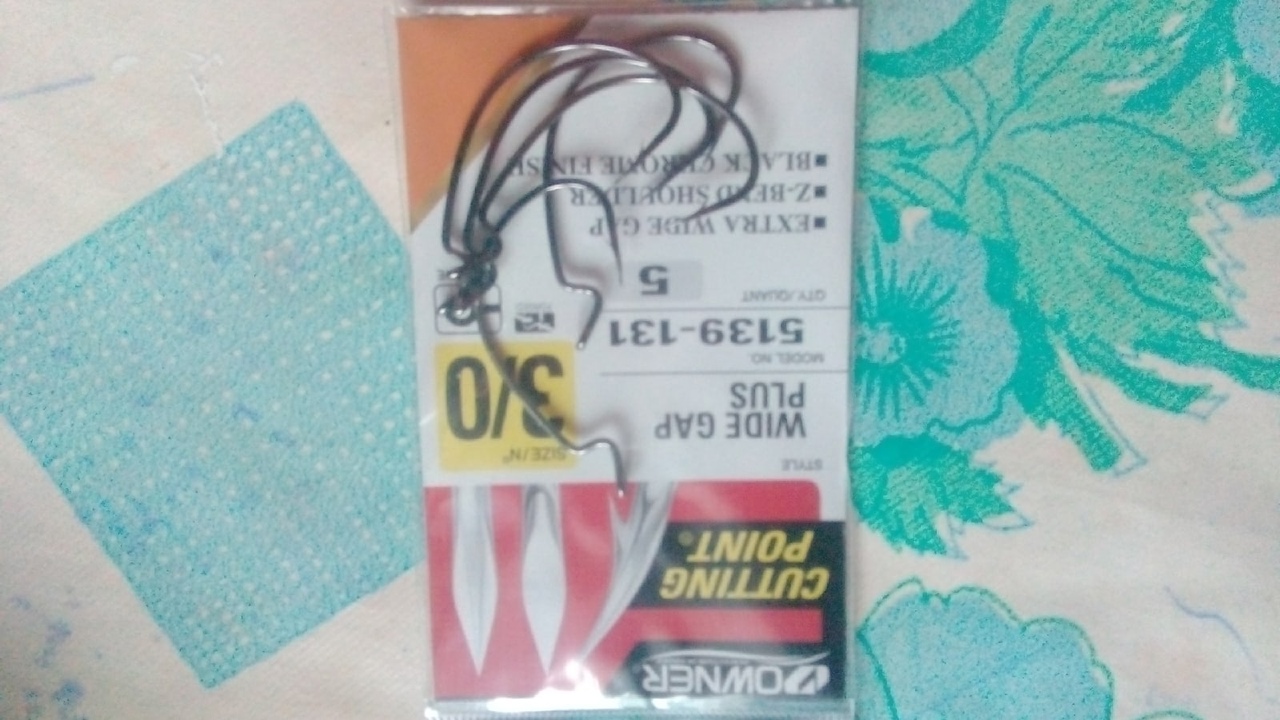 OWNER
CUTTING
POINT®
STYLE
WIDE GAP
PLUS
SIZE/N°
3/0
MODEL NO.
5139-131
QTY./QUANT
5
■ EXTRA WIDE GAP
■ Z-BEND SHOULDER
■ BLACK CHROME FINISH